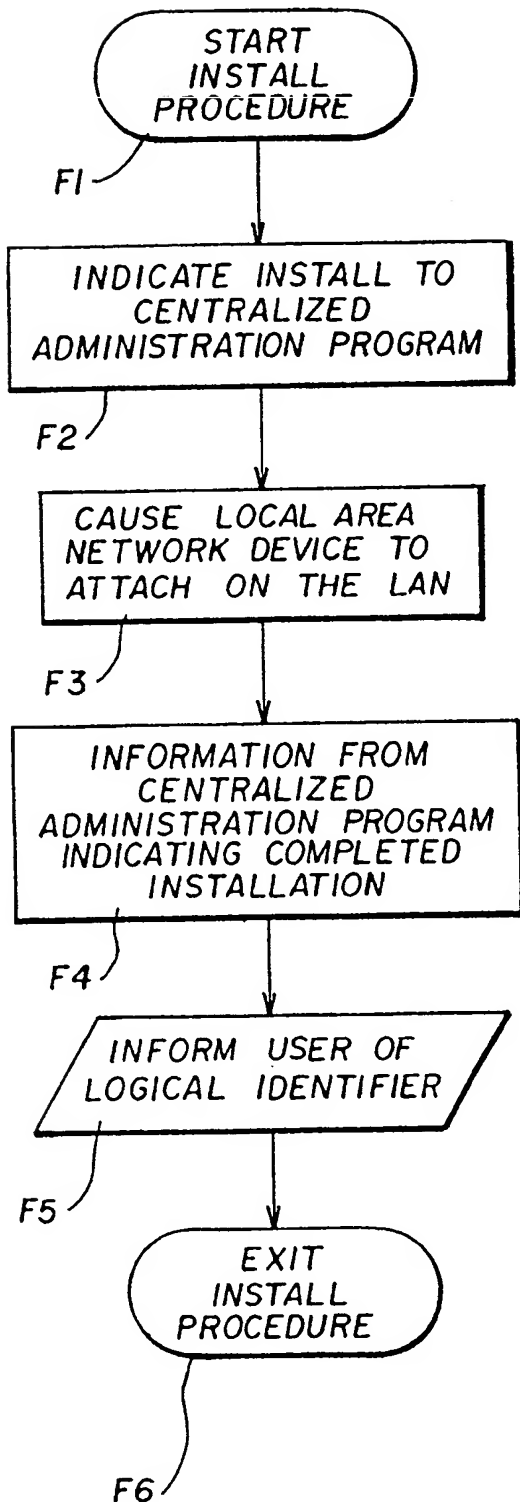 START
INSTALL
PROCEDURE
F1
INDICATE INSTALL TO
CENTRALIZED
ADMINISTRATION PROGRAM
F2
CAUSE LOCAL AREA
NETWORK DEVICE TO
ATTACH ON THE LAN
F3
INFORMATION FROM
CENTRALIZED
ADMINISTRATION PROGRAM
INDICATING COMPLETED
INSTALLATION
F4
INFORM USER OF
LOGICAL IDENTIFIER
F5
EXIT
INSTALL
PROCEDURE
F6